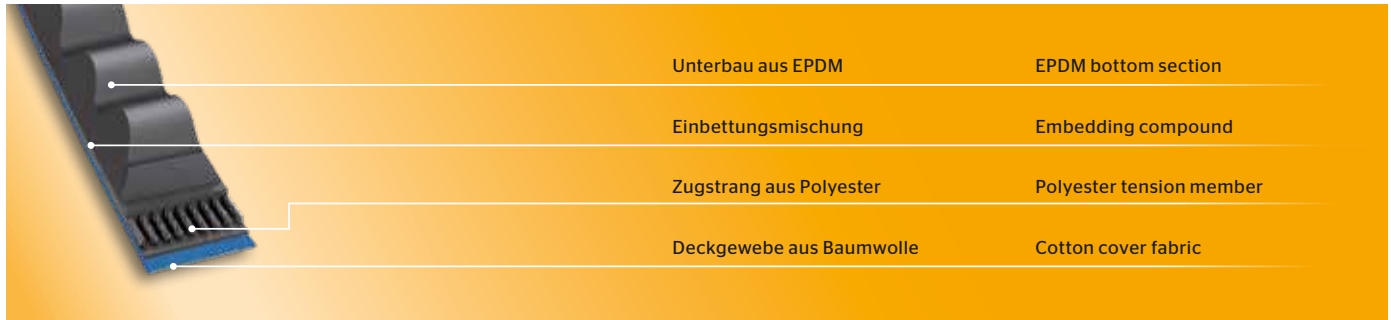 Unterbau aus EPDM EPDM bottom section
Einbettungsmischung Embedding compound
Zugstrang aus Polyester Polyester tension member
Deckgewebe aus Baumwolle Cotton cover fabric